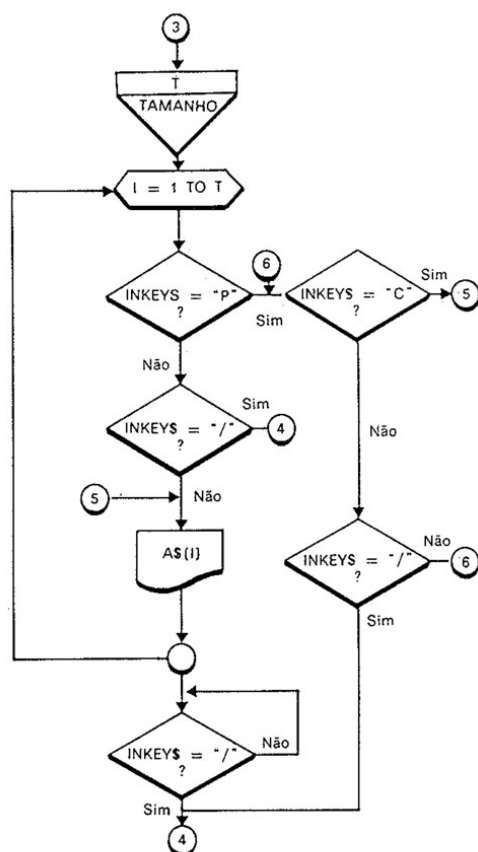 3
T
TAMANHO
I = 1 TO T
6
INKEY$ = "P"
?
Sim
INKEY$ = "C"
?
Sim
5
Não
Não
INKEY$ = "/"
?
Sim
4
5
Não
A$(I)
INKEY$ = "/"
?
Não
6
Sim
INKEY$ = "/"
?
Não
Sim
4